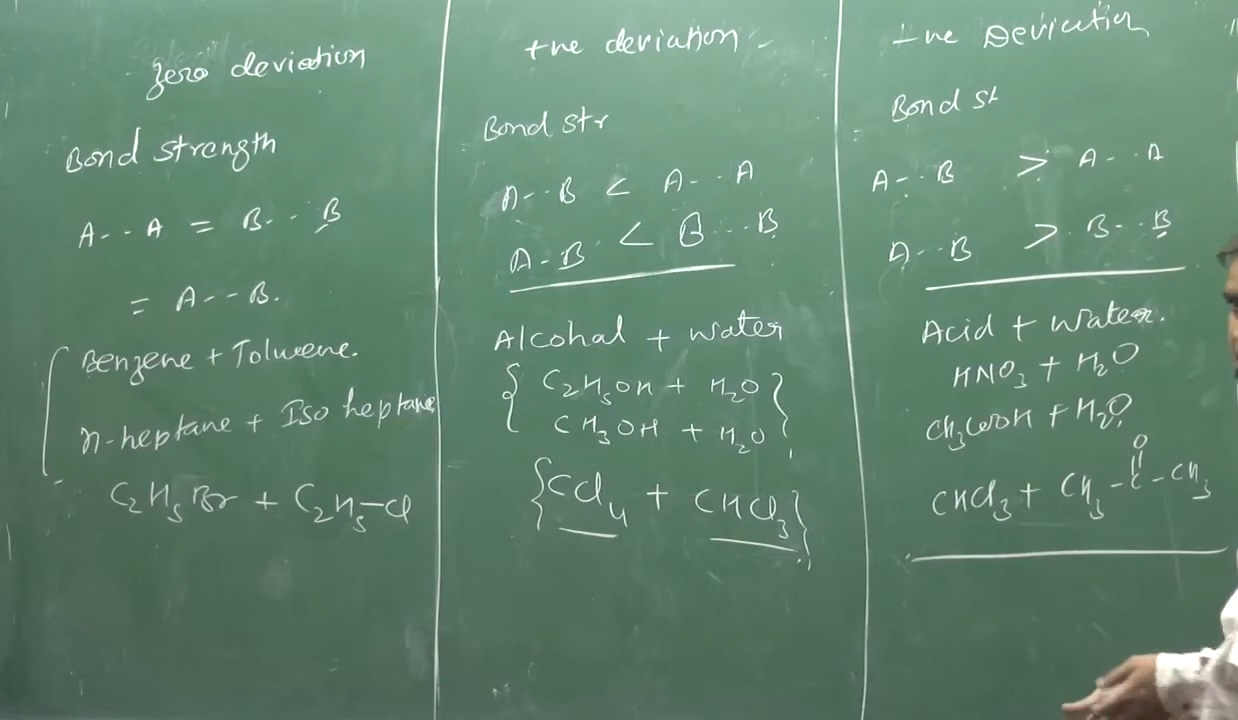 Zero deviation
Bond strength
A---A = B---B
= A---B.
Benzene + Toluene.
n-heptane + Iso heptane
C2H5Br + C2H5-Cl
+ve deviation -
Bond str
A---B < A---A
A-B < B---B
Alcohal + water
{ C2H5OH + H2O }
{ CH3OH + H2O }
{CCl4 + CHCl3}
-ve Deviation
Bond st
A---B > A---A
A---B > B---B
Acid + Water.
HNO3 + H2O
CH3COOH + H2O
O
CHCl3 + CH3-C-CH3